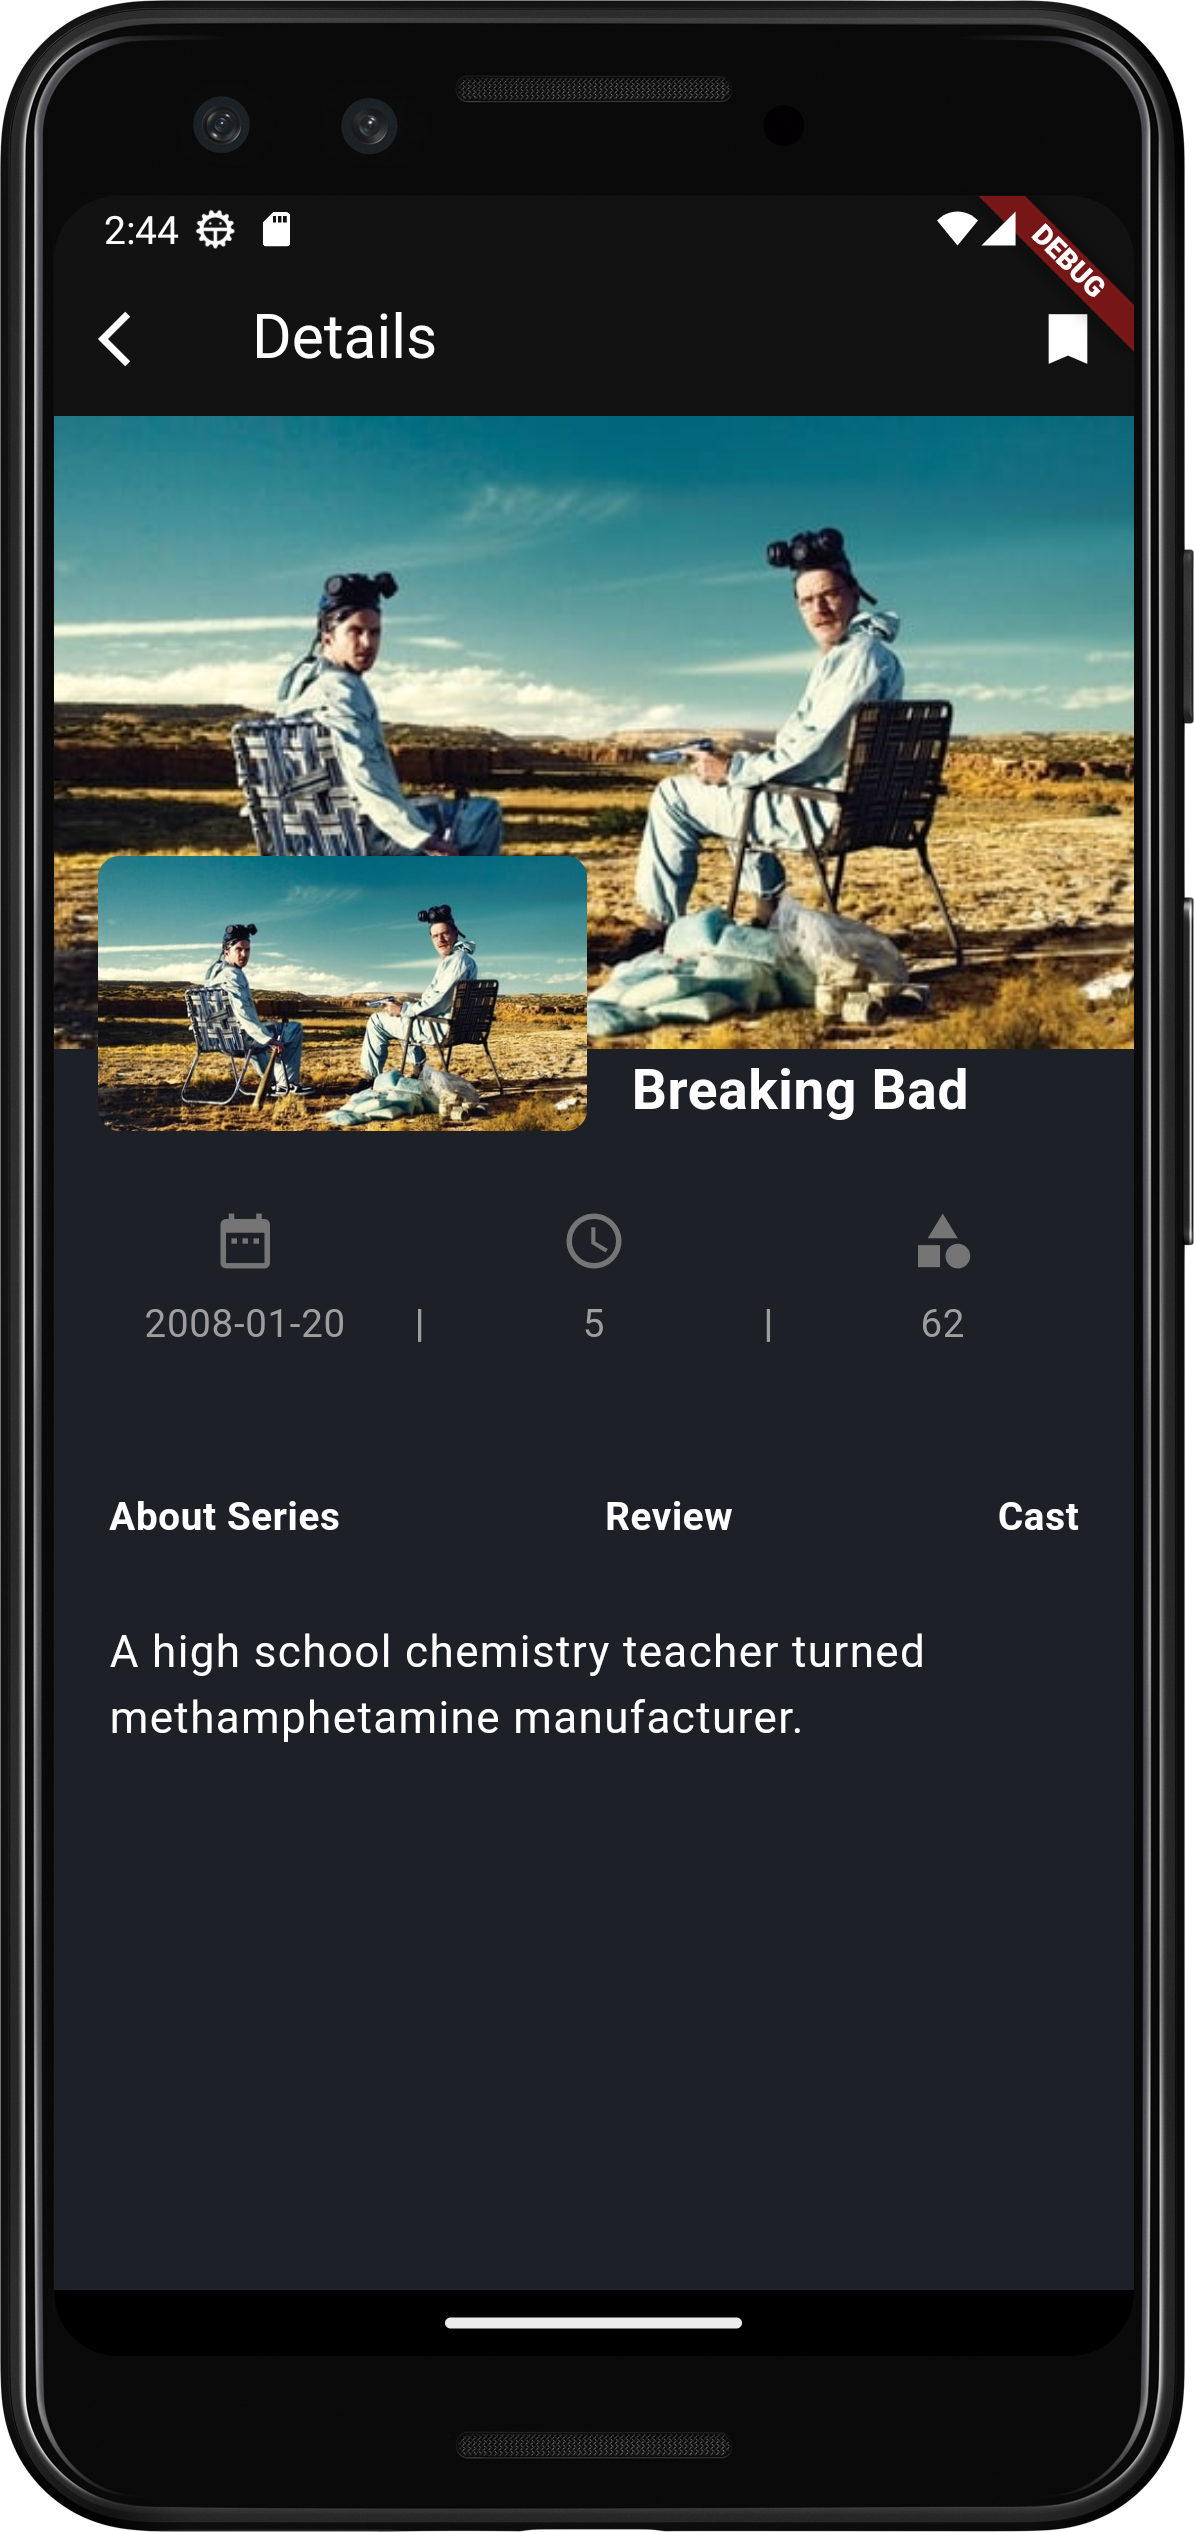 2:44
DEBUG
Details
Breaking Bad
2008-01-20 | 5 | 62
About Series Review Cast
A high school chemistry teacher turned
methamphetamine manufacturer.